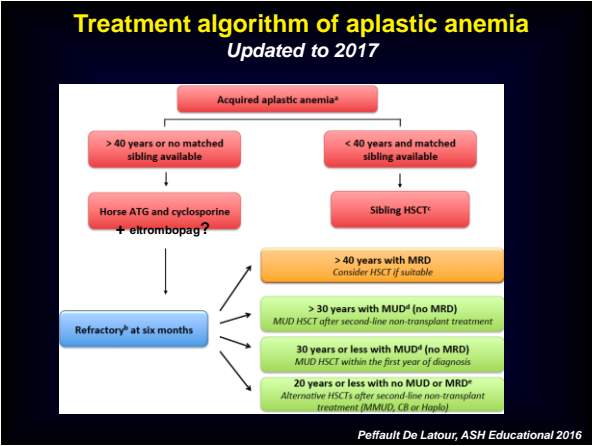 Treatment algorithm of aplastic anemia
Updated to 2017
Acquired aplastic anemiaᵃ
> 40 years or no matched
sibling available
< 40 years and matched
sibling available
Horse ATG and cyclosporine
+ eltrombopag?
Sibling HSCTᶜ
> 40 years with MRD
Consider HSCT if suitable
> 30 years with MUDᵈ (no MRD)
MUD HSCT after second-line non-transplant treatment
Refractoryᵇ at six months
30 years or less with MUDᵈ (no MRD)
MUD HSCT within the first year of diagnosis
20 years or less with no MUD or MRDᵉ
Alternative HSCTs after second-line non-transplant
treatment (MMUD, CB or Haplo)
Peffault De Latour, ASH Educational 2016